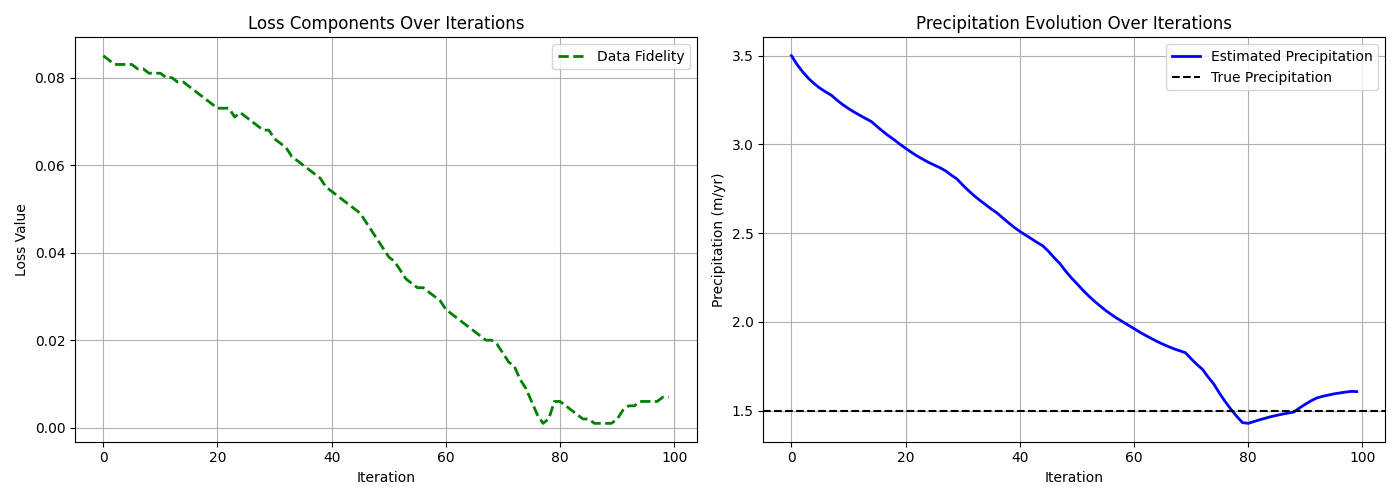 Loss Components Over Iterations
Data Fidelity
0.08
0.06
0.04
0.02
0.00
Loss Value
0 20 40 60 80 100
Iteration
Precipitation Evolution Over Iterations
Estimated Precipitation
True Precipitation
3.5
3.0
2.5
2.0
1.5
Precipitation (m/yr)
0 20 40 60 80 100
Iteration